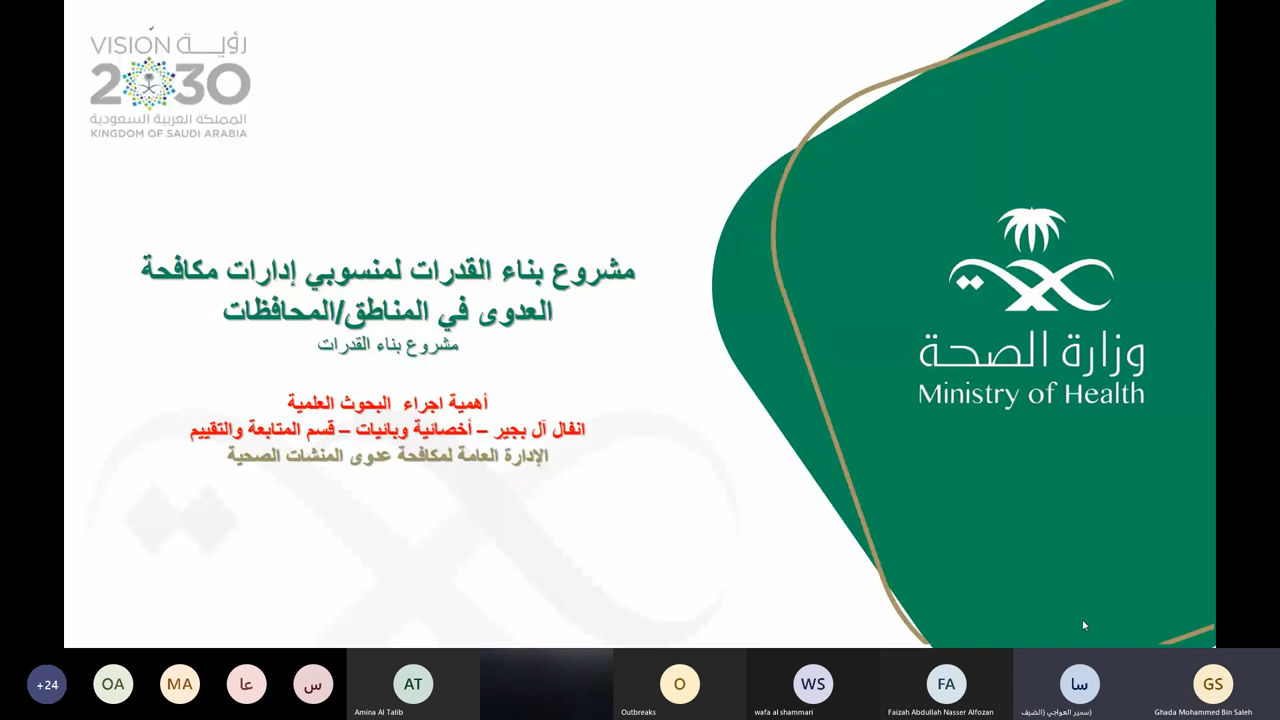 VISION رؤيــة
2030
المملكة العربية السعودية
KINGDOM OF SAUDI ARABIA
مشروع بناء القدرات لمنسوبي إدارات مكافحة
العدوى في المناطق/المحافظات
مشروع بناء القدرات
أهمية اجراء البحوث العلمية
انفال آل بجير – أخصائية وبائيات – قسم المتابعة والتقييم
الإدارة العامة لمكافحة عدوى المنشات الصحية
وزارة الصحة
Ministry of Health
+24
OA
MA
عا
س
AT
Amina Al Talib
O
Outbreaks
WS
wafa al shammari
FA
Faizah Abdullah Nasser Alfozan
سا
سمير العواجي (الضيف)
GS
Ghada Mohammed Bin Saleh